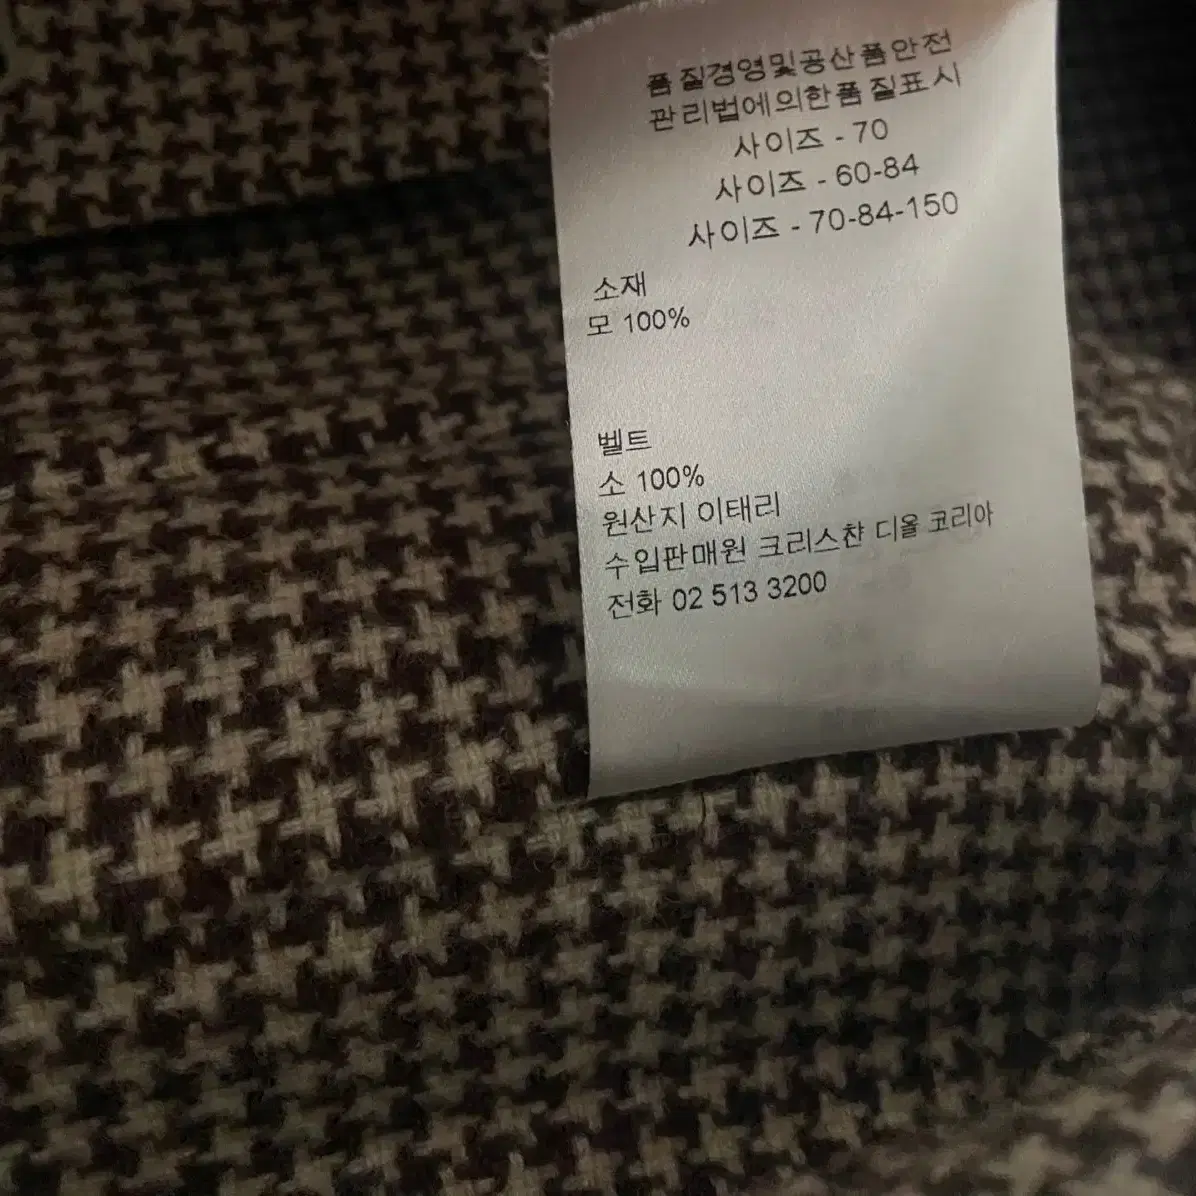 품질경영및공산품안전
관리법에의한품질표시
사이즈 - 70
사이즈 - 60-84
사이즈 - 70-84-150
소재
모 100%
벨트
소 100%
원산지 이태리
수입판매원 크리스챤 디올 코리아
전화 02 513 3200